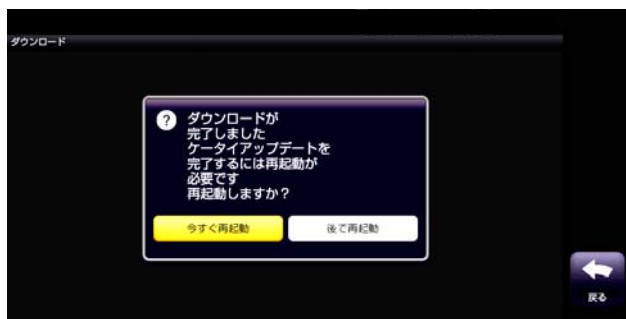 ダウンロード
ダウンロードが
完了しました
ケータイアップデートを
完了するには再起動が
必要です
再起動しますか？
今すぐ再起動
後で再起動
戻る